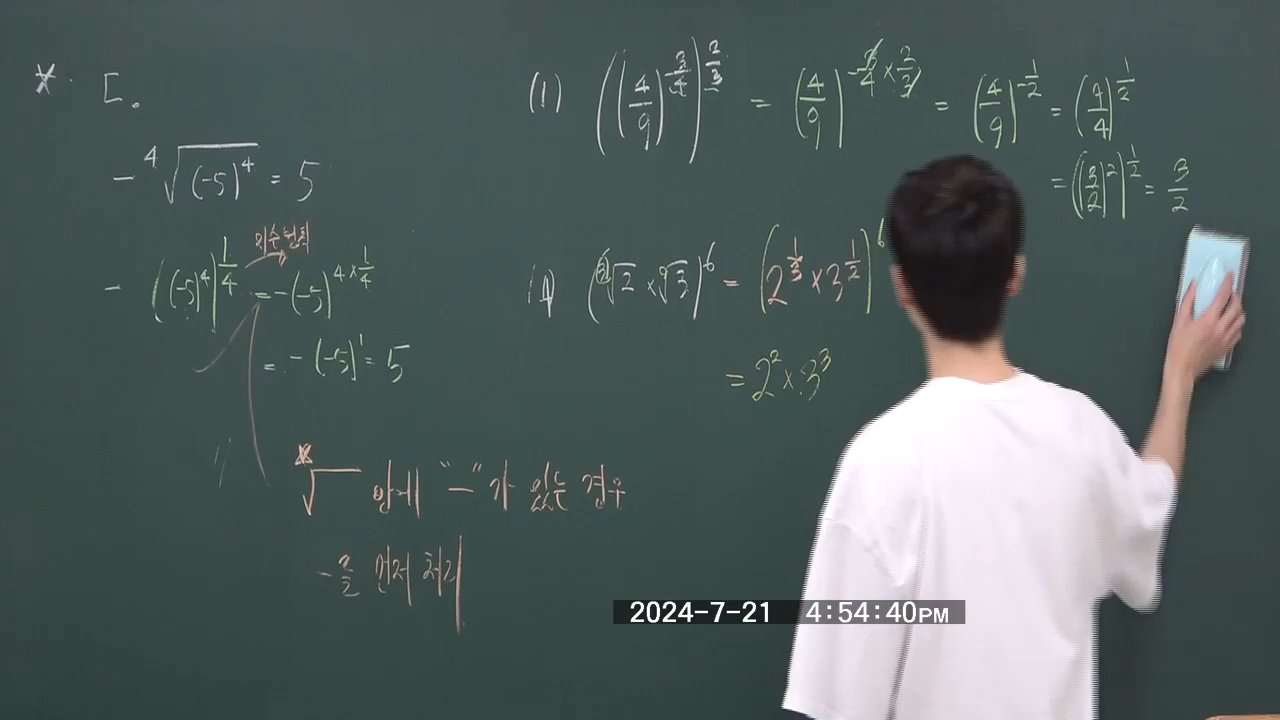 * ㄷ.
- ⁴√(-5)⁴ = 5
- ((-5)⁴)^(1/4) = -(-5)^(4×1/4)
지수법칙
= -(-5)¹ = 5
√ 안에 "-"가 있는 경우
-를 먼저 처리
(1) ((4/9)^(-3/4))^(2/3) = (4/9)^(-3/4×2/3) = (4/9)^(-1/2) = (9/4)^(1/2)
= ((3/2)²)^(1/2) = 3/2
(4) (³√2 × √3)⁶ = (2^(1/3) × 3^(1/2))⁶
= 2² × 3³
2024-7-21 4:54:40PM